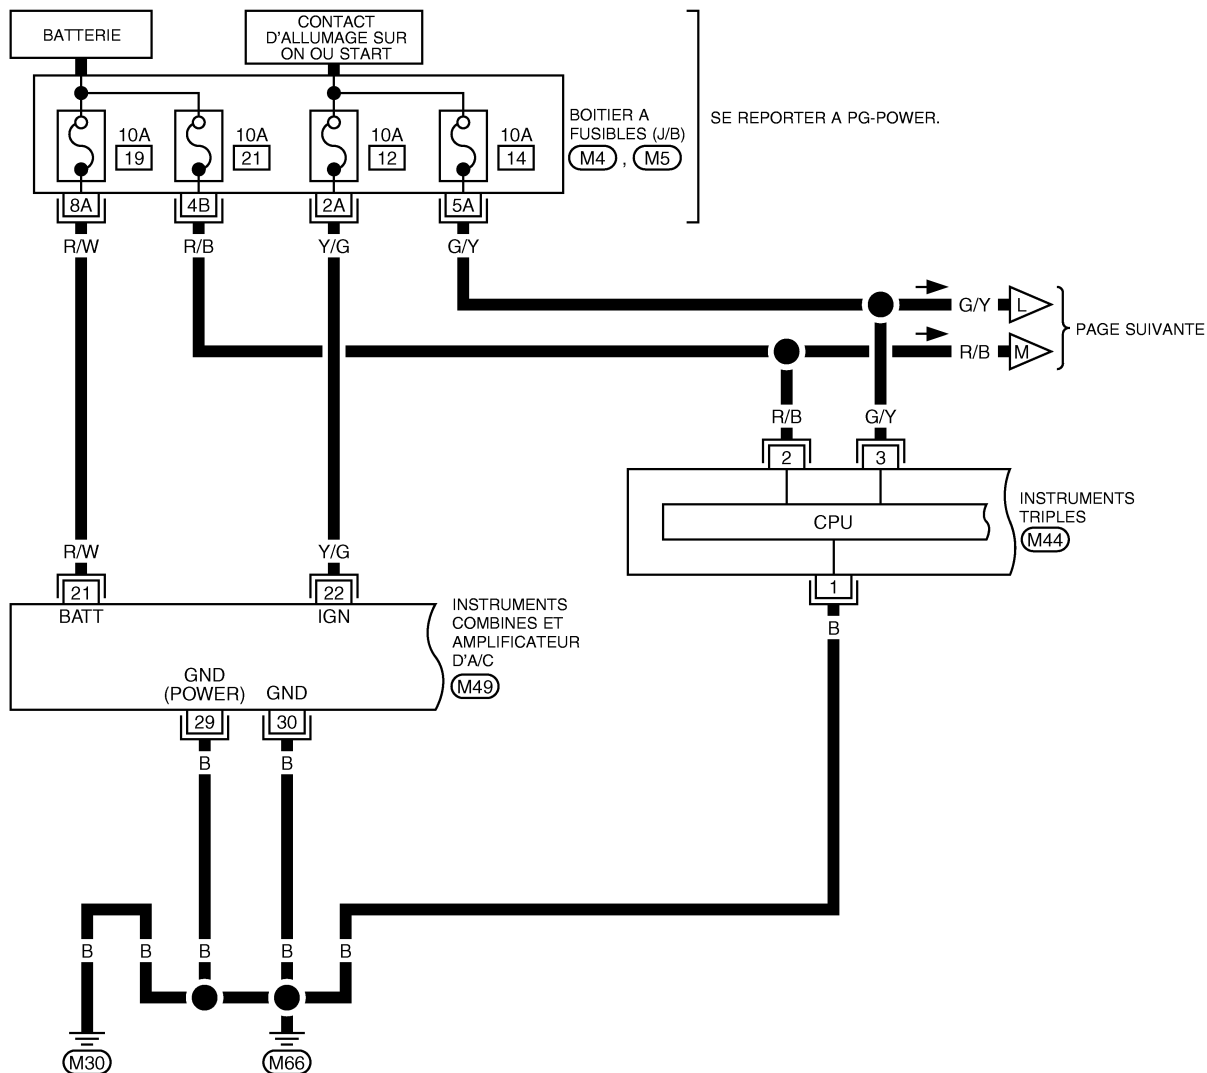 BATTERIE
CONTACT
D'ALLUMAGE SUR
ON OU START
10A
19
10A
21
10A
12
10A
14
BOITIER A
FUSIBLES (J/B)
M4 , M5
SE REPORTER A PG-POWER.
8A
4B
2A
5A
R/W
R/B
Y/G
G/Y
G/Y
L
R/B
M
PAGE SUIVANTE
R/B
G/Y
2
3
CPU
INSTRUMENTS
TRIPLES
M44
1
B
R/W
Y/G
21
22
BATT
IGN
INSTRUMENTS
COMBINES ET
AMPLIFICATEUR
D'A/C
M49
GND
(POWER)
GND
29
30
B
B
B
B
B
B
B
M30
M66